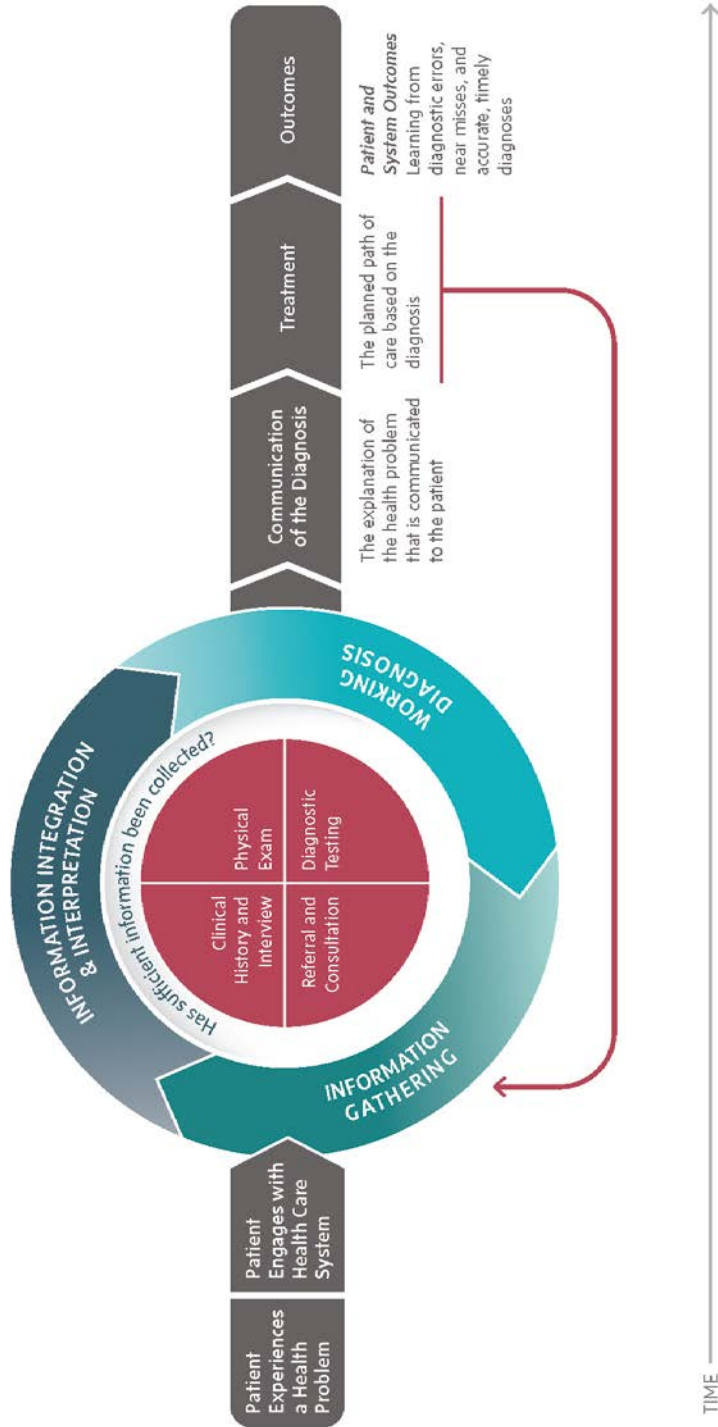 Patient
Experiences
a Health
Problem
Patient
Engages with
Health Care
System
INFORMATION INTEGRATION
& INTERPRETATION
Has sufficient information been collected?
Clinical
History and
Interview
Physical
Exam
Referral and
Consultation
Diagnostic
Testing
INFORMATION
GATHERING
WORKING
DIAGNOSIS
Communication
of the Diagnosis
The explanation of
the health problem
that is communicated
to the patient
Treatment
The planned path of
care based on the
diagnosis
Outcomes
Patient and
System Outcomes
Learning from
diagnostic errors,
near misses, and
accurate, timely
diagnoses
TIME